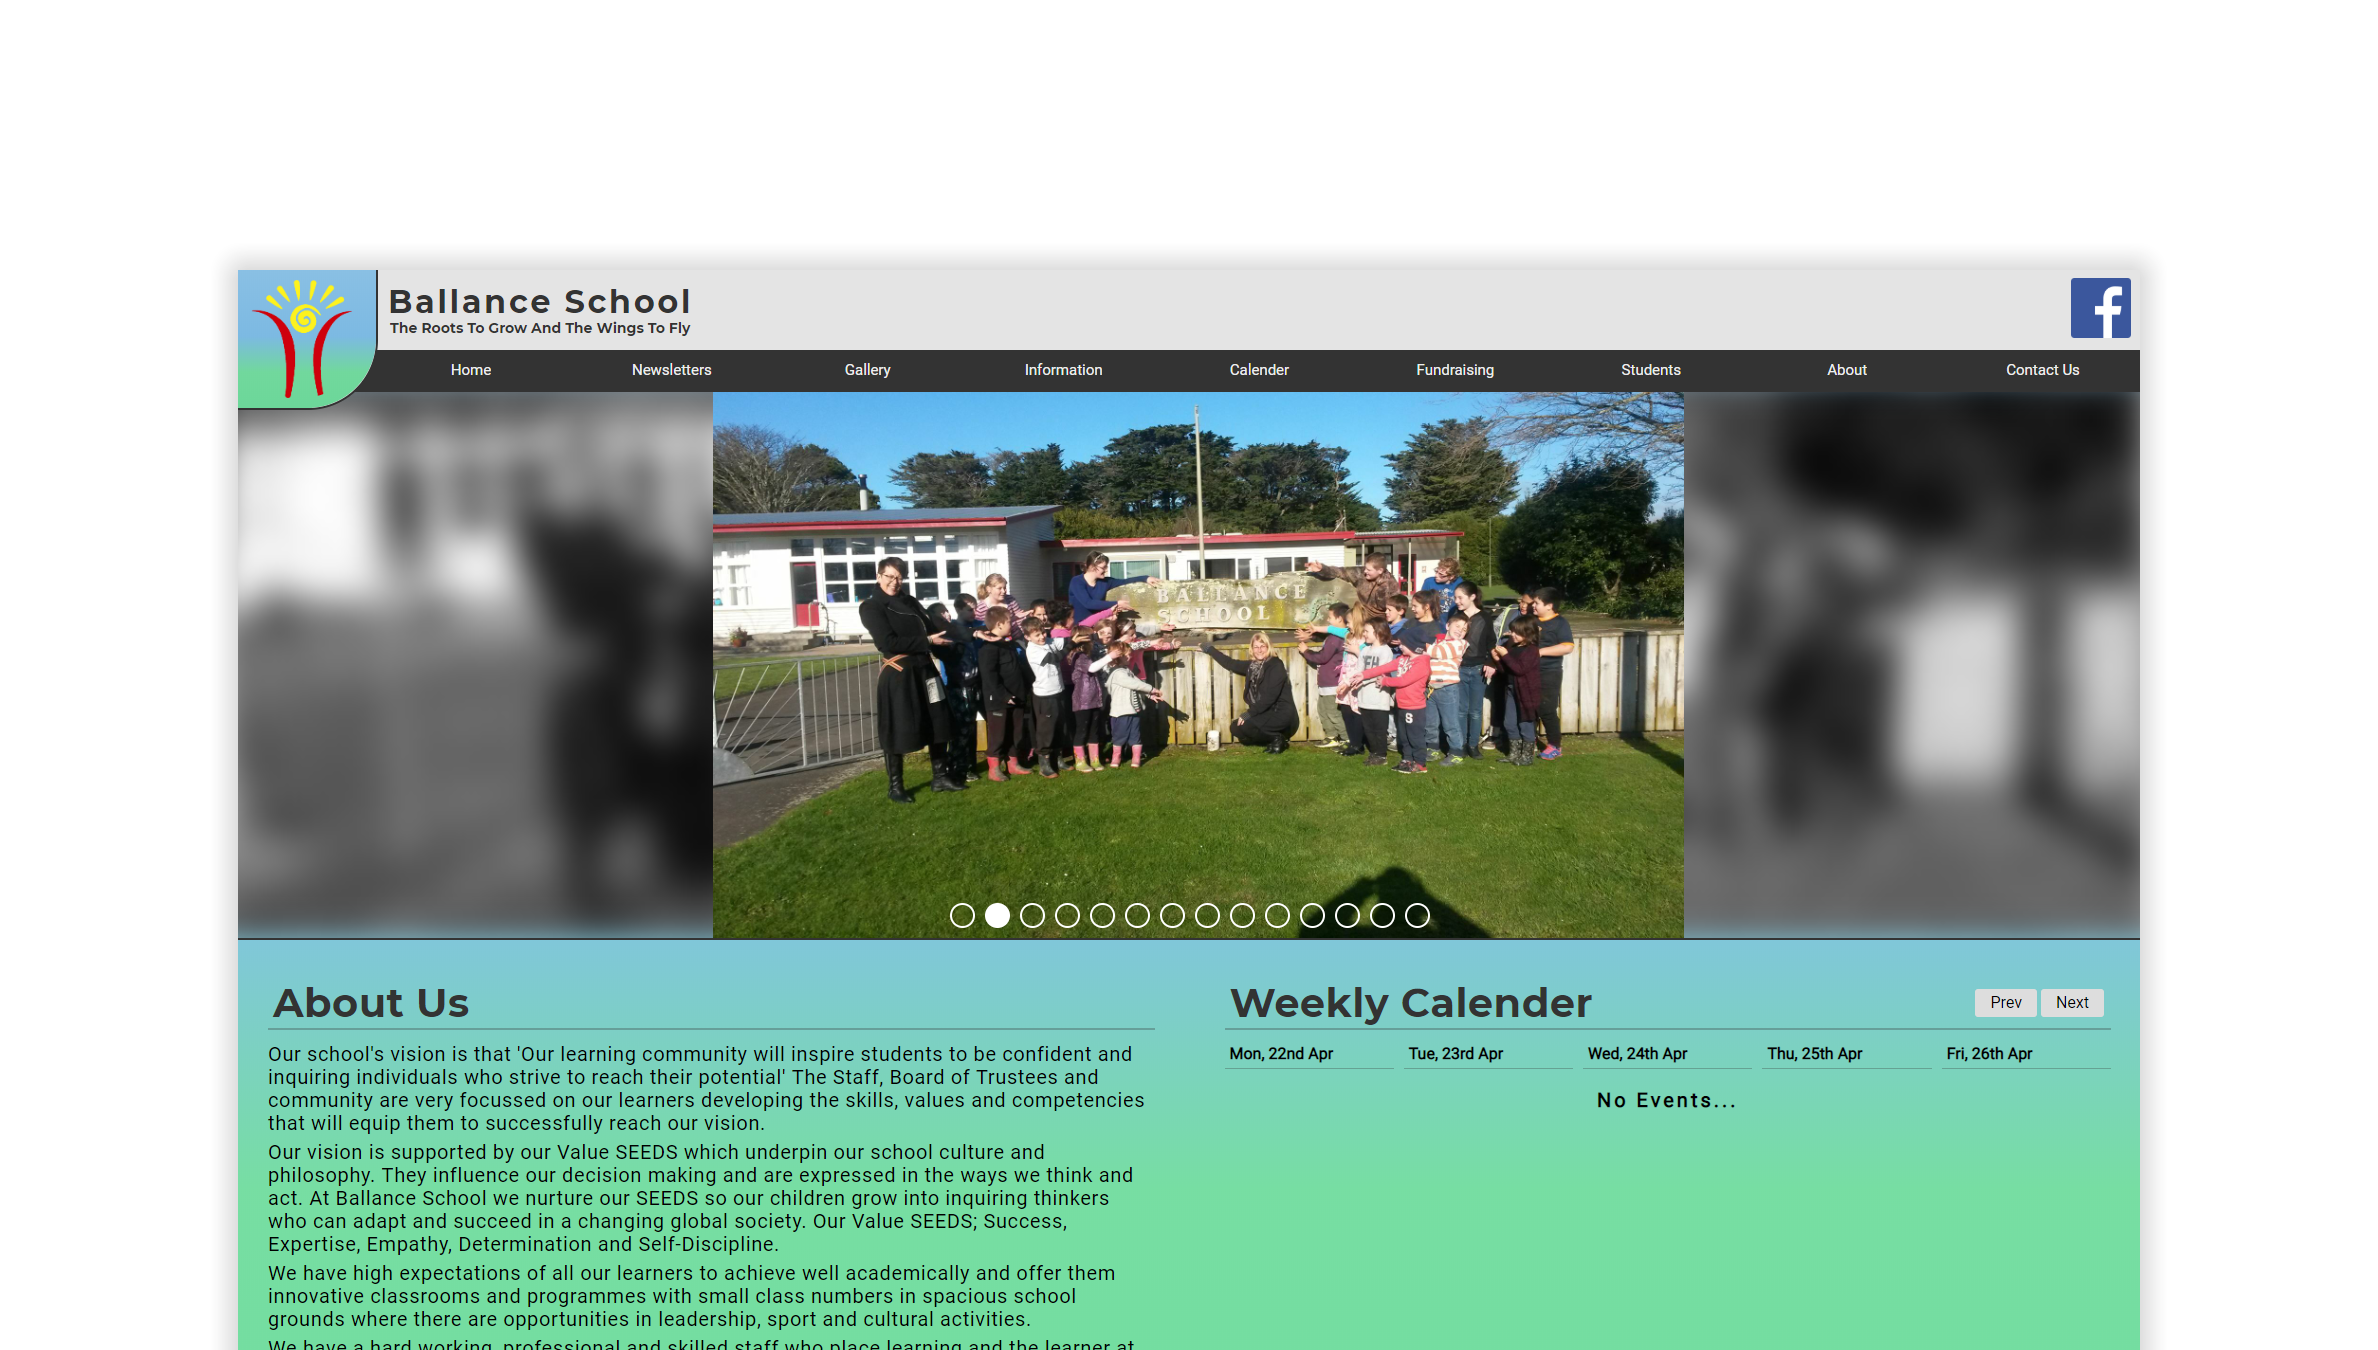 Ballance School
The Roots To Grow And The Wings To Fly
Home Newsletters Gallery Information Calender Fundraising Students About Contact Us
BALLANCE
SCHOOL
About Us
Our school's vision is that 'Our learning community will inspire students to be confident and
inquiring individuals who strive to reach their potential' The Staff, Board of Trustees and
community are very focussed on our learners developing the skills, values and competencies
that will equip them to successfully reach our vision.
Our vision is supported by our Value SEEDS which underpin our school culture and
philosophy. They influence our decision making and are expressed in the ways we think and
act. At Ballance School we nurture our SEEDS so our children grow into inquiring thinkers
who can adapt and succeed in a changing global society. Our Value SEEDS; Success,
Expertise, Empathy, Determination and Self-Discipline.
We have high expectations of all our learners to achieve well academically and offer them
innovative classrooms and programmes with small class numbers in spacious school
grounds where there are opportunities in leadership, sport and cultural activities.
We have a hard working, professional and skilled staff who place learning and the learner at
Weekly Calender
Prev Next
Mon, 22nd Apr Tue, 23rd Apr Wed, 24th Apr Thu, 25th Apr Fri, 26th Apr
No Events...